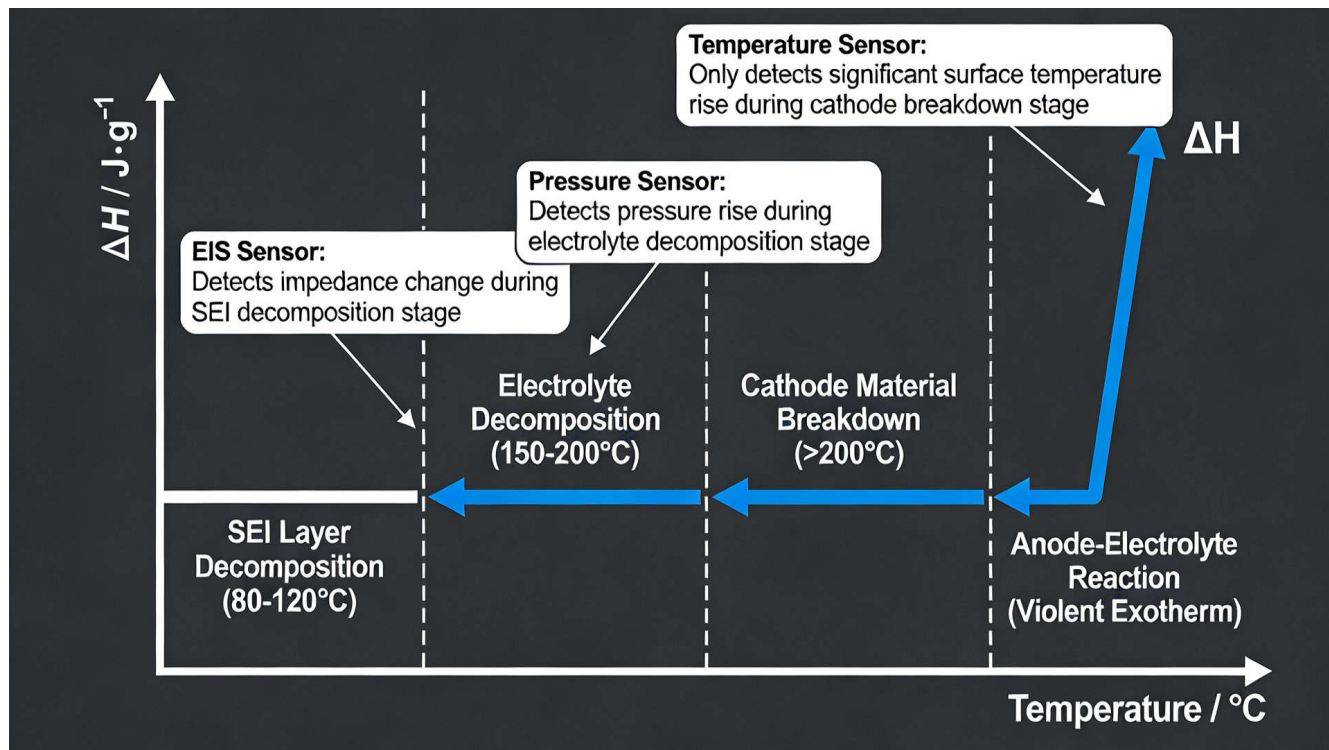 Temperature Sensor:
Only detects significant surface temperature
rise during cathode breakdown stage
ΔH / J·g⁻¹
ΔH
Pressure Sensor:
Detects pressure rise during
electrolyte decomposition stage
EIS Sensor:
Detects impedance change during
SEI decomposition stage
Electrolyte
Decomposition
(150-200°C)
Cathode Material
Breakdown
(>200°C)
SEI Layer
Decomposition
(80-120°C)
Anode-Electrolyte
Reaction
(Violent Exotherm)
Temperature / °C